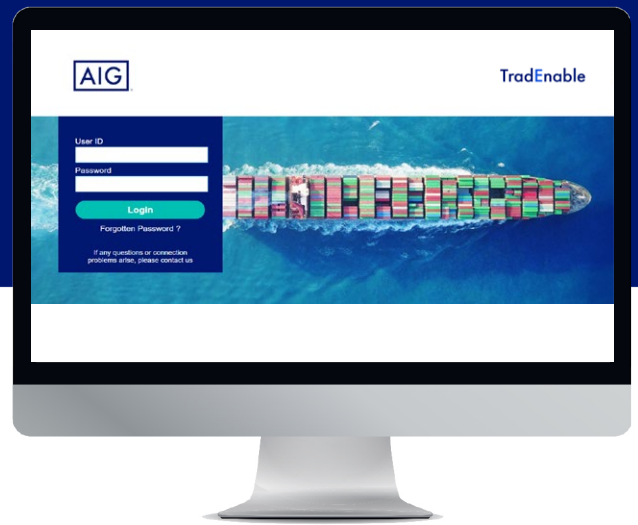 AIG
TradEnable
User ID
Password
Login
Forgotten Password ?
If any questions or connection
problems arise, please contact us